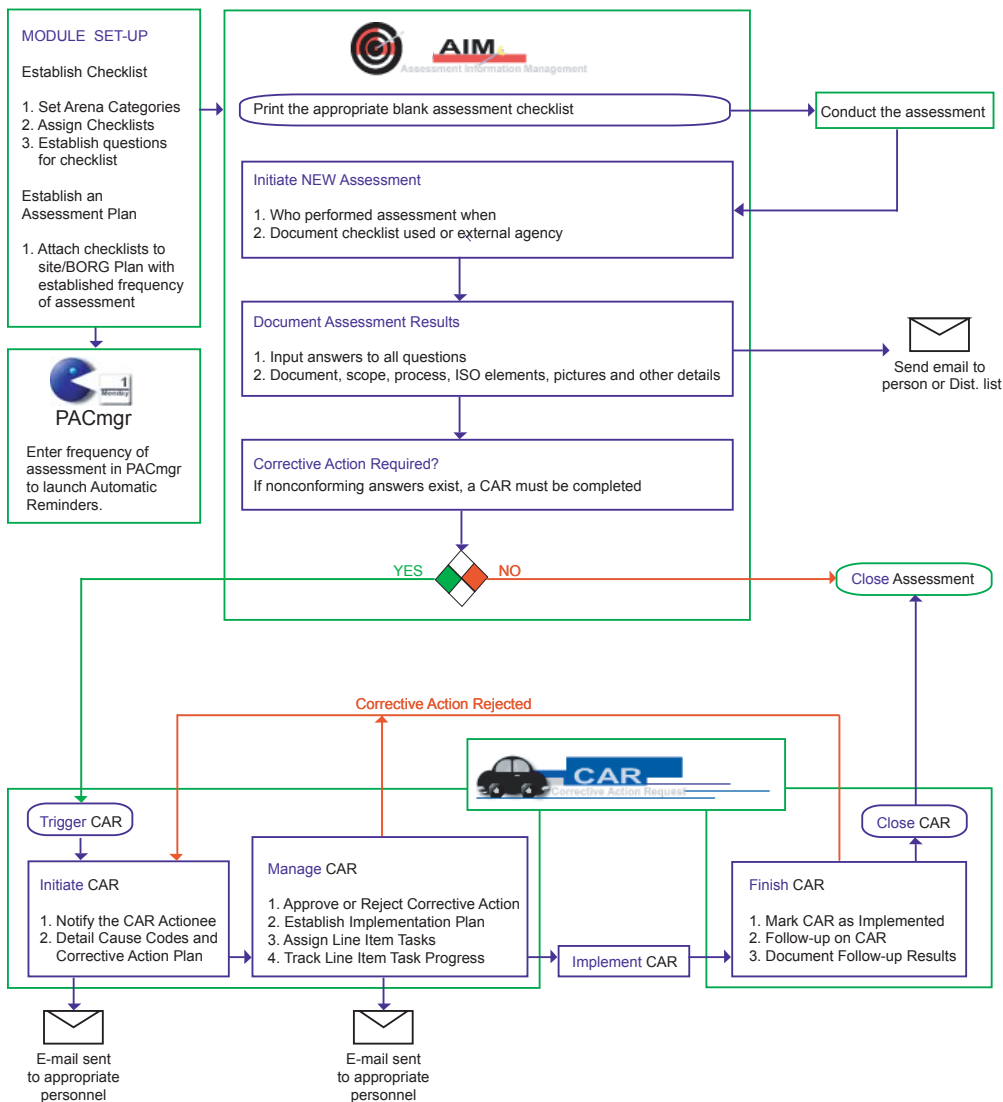 MODULE SET-UP
Establish Checklist
1. Set Arena Categories
2. Assign Checklists
3. Establish questions
for checklist
Establish an
Assessment Plan
1. Attach checklists to
site/BORG Plan with
established frequency
of assessment
1
Monday
PACmgr
Enter frequency of
assessment in PACmgr
to launch Automatic
Reminders.
AIM
Assessment Information Management
Print the appropriate blank assessment checklist
Conduct the assessment
Initiate NEW Assessment
1. Who performed assessment when
2. Document checklist used or external agency
Document Assessment Results
1. Input answers to all questions
2. Document, scope, process, ISO elements, pictures and other details
Send email to
person or Dist. list
Corrective Action Required?
If nonconforming answers exist, a CAR must be completed
YES
NO
Close Assessment
Corrective Action Rejected
CAR
Corrective Action Request
Trigger CAR
Initiate CAR
1. Notify the CAR Actionee
2. Detail Cause Codes and
Corrective Action Plan
Manage CAR
1. Approve or Reject Corrective Action
2. Establish Implementation Plan
3. Assign Line Item Tasks
4. Track Line Item Task Progress
Implement CAR
Close CAR
Finish CAR
1. Mark CAR as Implemented
2. Follow-up on CAR
3. Document Follow-up Results
E-mail sent
to appropriate
personnel
E-mail sent
to appropriate
personnel